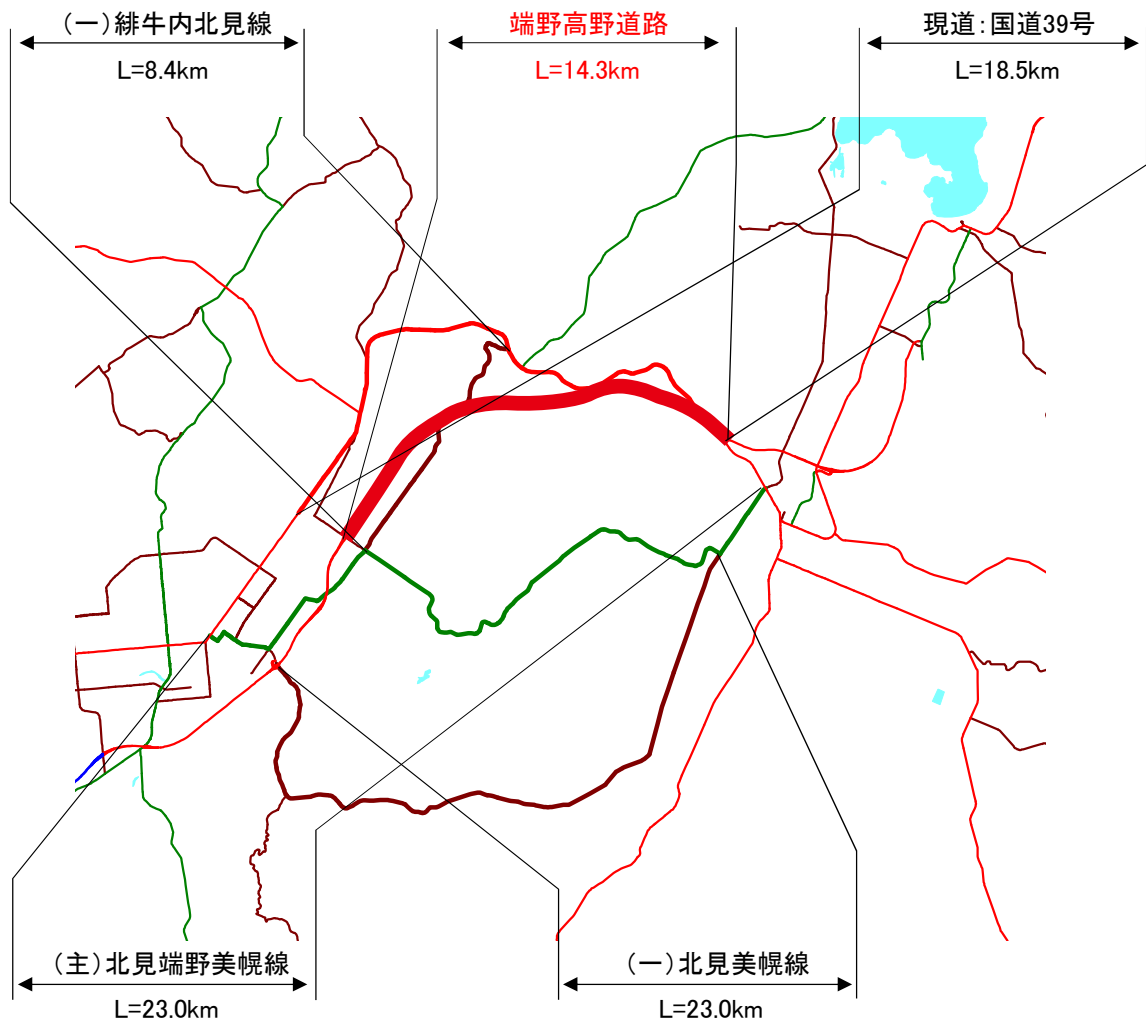 (一)緋牛内北見線
L=8.4km
端野高野道路
L=14.3km
現道:国道39号
L=18.5km
(主)北見端野美幌線
L=23.0km
(一)北見美幌線
L=23.0km